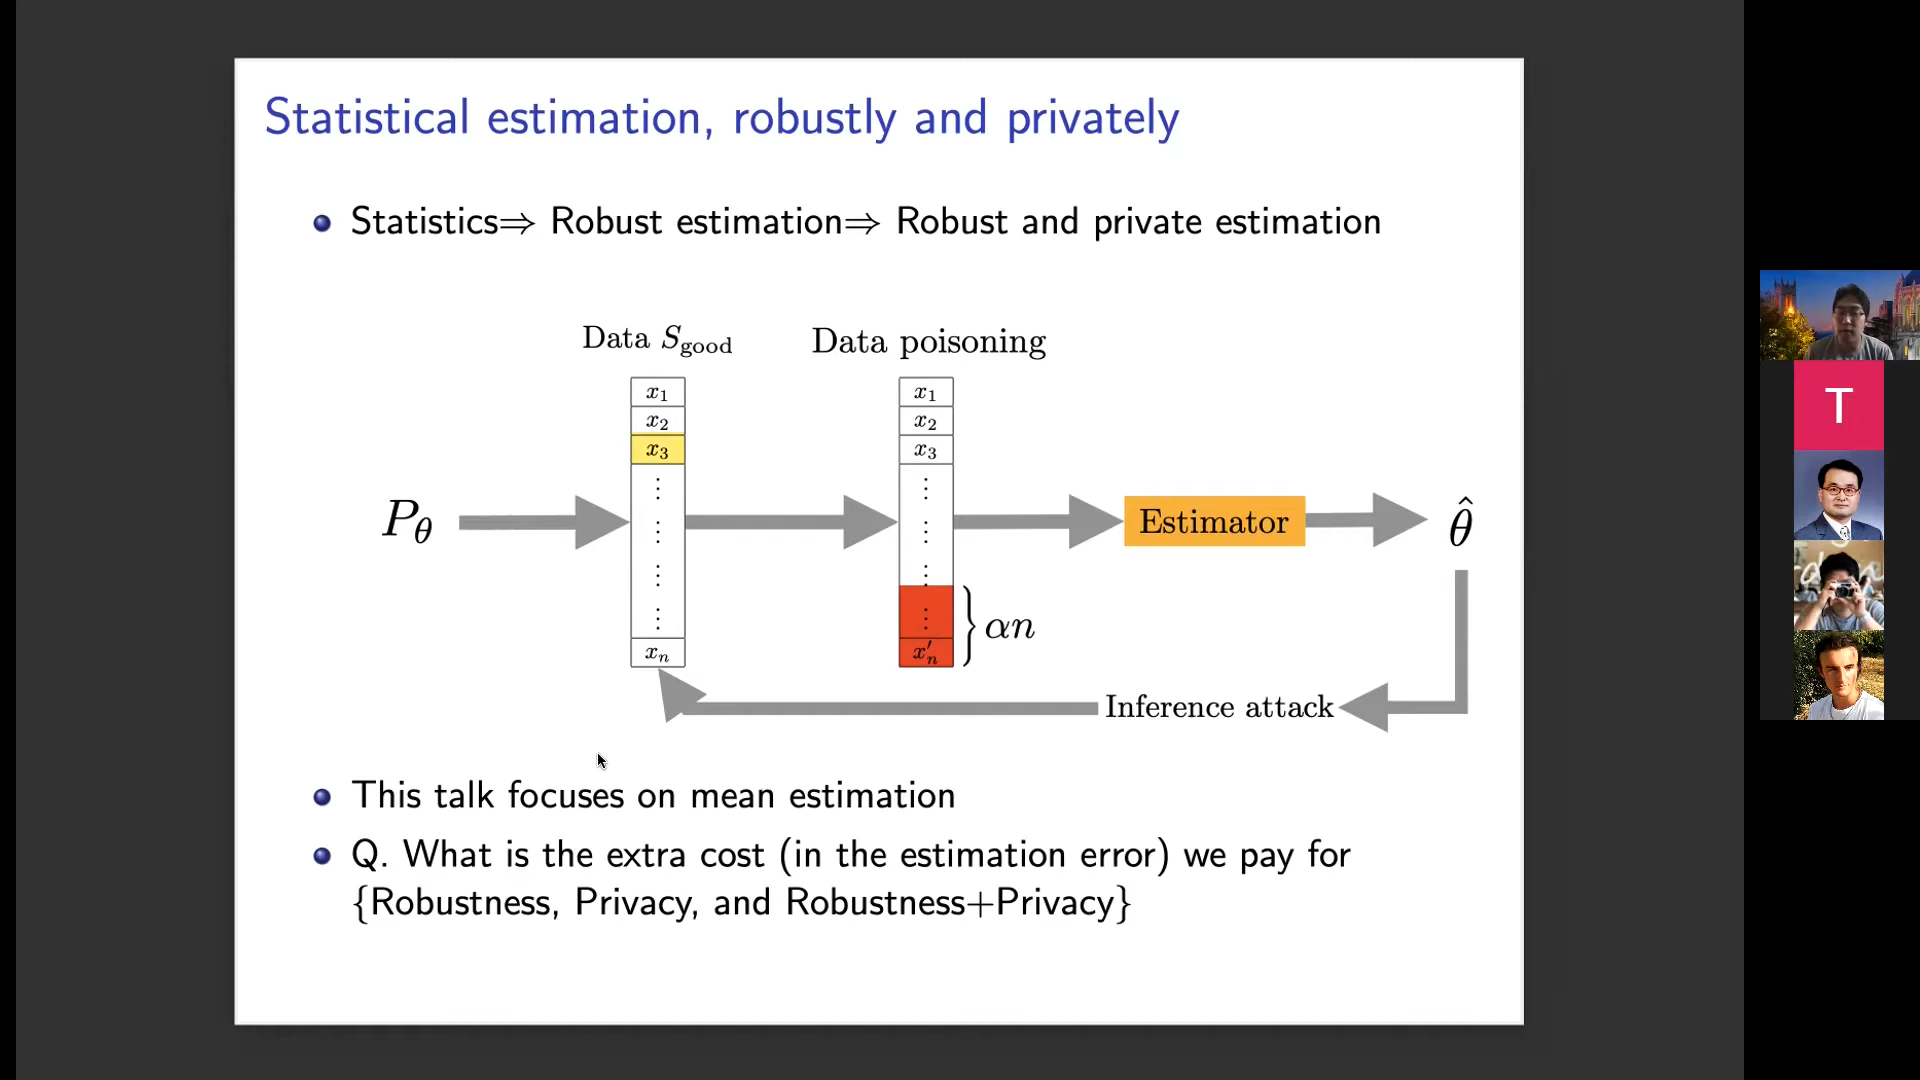 Statistical estimation, robustly and privately
Statistics⇒ Robust estimation⇒ Robust and private estimation
Data S_good
Data poisoning
x_1
x_2
x_3
⋮
⋮
⋮
⋮
x_n
x_1
x_2
x_3
⋮
⋮
⋮
⋮
x'_n
αn
P_θ
Estimator
θ̂
Inference attack
This talk focuses on mean estimation
Q. What is the extra cost (in the estimation error) we pay for
{Robustness, Privacy, and Robustness+Privacy}
T